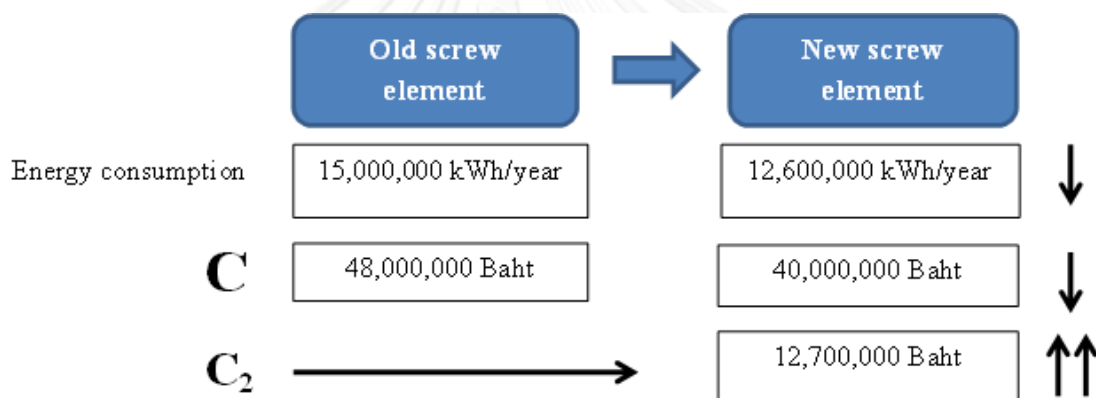 Old screw
element
New screw
element
Energy consumption
15,000,000 kWh/year
12,600,000 kWh/year
C
48,000,000 Baht
40,000,000 Baht
C₂
12,700,000 Baht